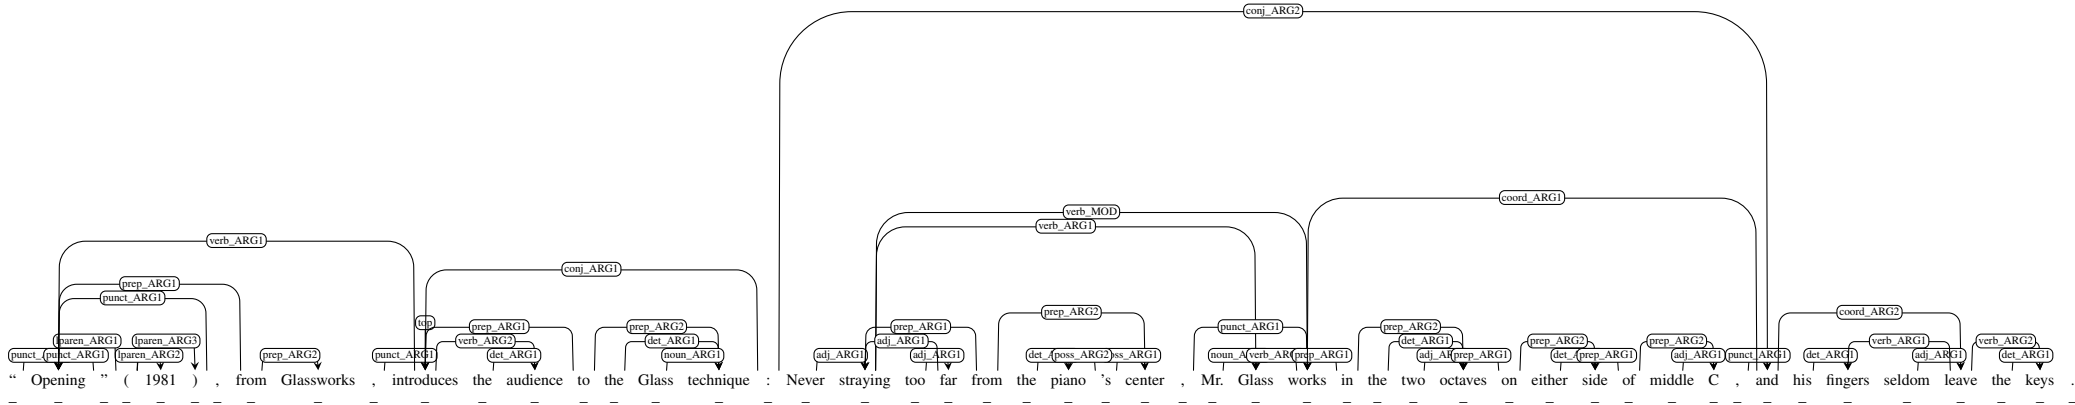 conj_ARG2
coord_ARG1
verb_MOD
verb_ARG1
verb_ARG1
conj_ARG1
prep_ARG1
punct_ARG1
prep_ARG2 coord_ARG2
top prep_ARG1 prep_ARG2 prep_ARG1 punct_ARG1 prep_ARG2
lparen_ARG1 lparen_ARG3 verb_ARG2 det_ARG1 adj_ARG1 det_ARG1 prep_ARG2 prep_ARG2 verb_ARG1 verb_ARG2
punct_ARG1 lparen_ARG2 prep_ARG2 punct_ARG1 det_ARG1 noun_ARG1 adj_ARG1 adj_ARG1 poss_ARG2 prep_ARG1 prep_ARG1 prep_ARG1 adj_ARG1 punct_ARG1 det_ARG1 adj_ARG1 det_ARG1
“ Opening ” ( 1981 ) , from Glassworks , introduces the audience to the Glass technique : Never straying too far from the piano ’s center , Mr. Glass works in the two octaves on either side of middle C , and his fingers seldom leave the keys .